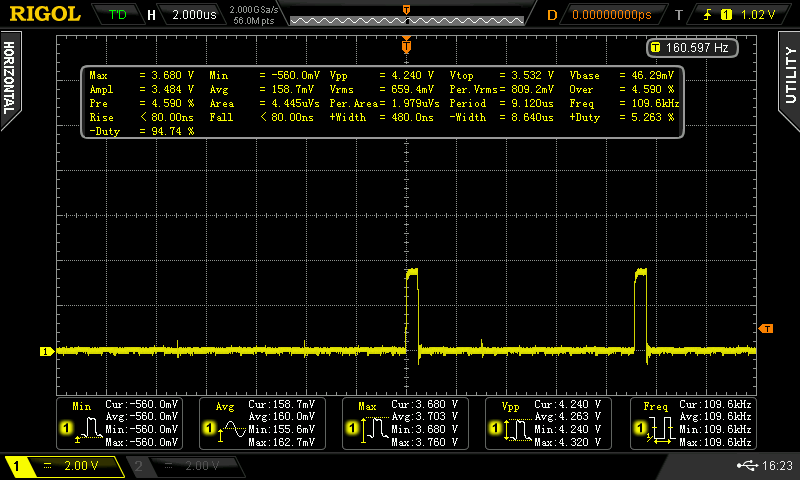 RIGOL T'D H 2.000us 2.000GSa/s D 0.00000000ps T 1 1.02 V
56.0M pts
T
HORIZONTAL
UTILITY
T 160.597 Hz
Max = 3.680 V Min = -560.0mV Vpp = 4.240 V Vtop = 3.532 V Vbase = 46.29mV
Ampl = 3.484 V Avg = 158.7mV Vrms = 659.4mV Per.Vrms= 809.2mV Over = 4.590 %
Pre = 4.590 % Area = 4.445uVs Per.Area= 1.979uVs Period = 9.120us Freq = 109.6kHz
Rise < 80.00ns Fall < 80.00ns +Width = 480.0ns -Width = 8.640us +Duty = 5.263 %
-Duty = 94.74 %
T
T
1
Min Cur:-560.0mV
Avg:-560.0mV
1 Min:-560.0mV
Max:-560.0mV
Avg Cur:158.7mV
Avg:160.0mV
1 Min:155.6mV
Max:162.7mV
Max Cur:3.680 V
Avg:3.703 V
1 Min:3.680 V
Max:3.760 V
Vpp Cur:4.240 V
Avg:4.263 V
1 Min:4.240 V
Max:4.320 V
Freq Cur:109.6kHz
Avg:109.6kHz
1 Min:109.6kHz
Max:109.6kHz
1 2.00 V 2 2.00 V 16:23